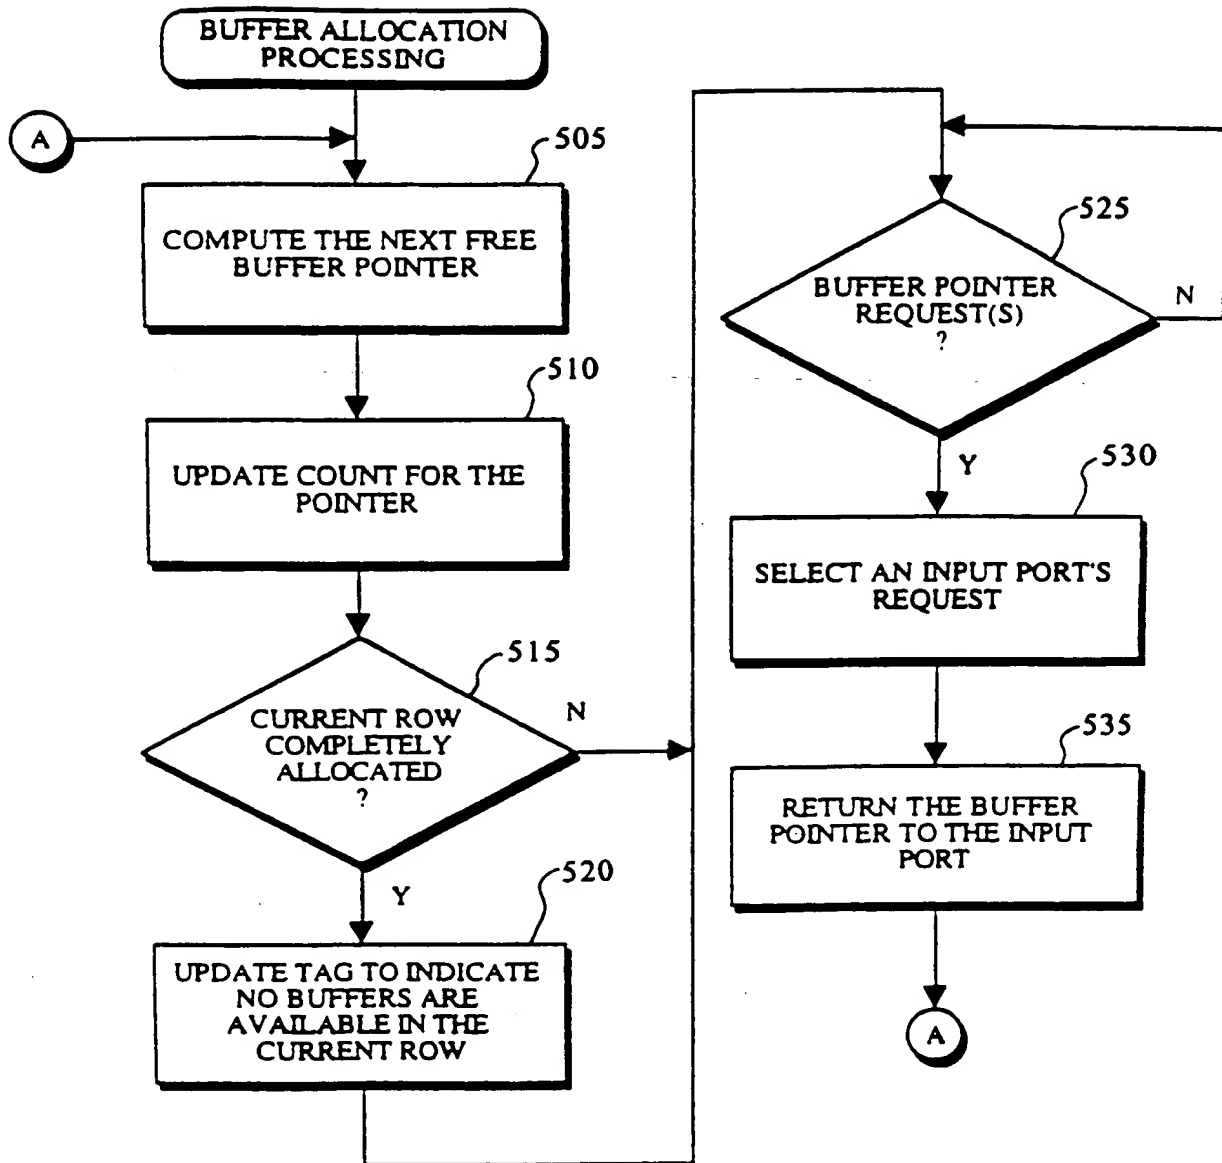 BUFFER ALLOCATION
PROCESSING
A
505
COMPUTE THE NEXT FREE
BUFFER POINTER
510
UPDATE COUNT FOR THE
POINTER
515
CURRENT ROW
COMPLETELY
ALLOCATED
?
N
Y
520
UPDATE TAG TO INDICATE
NO BUFFERS ARE
AVAILABLE IN THE
CURRENT ROW
525
BUFFER POINTER
REQUEST(S)
?
N
Y
530
SELECT AN INPUT PORT'S
REQUEST
535
RETURN THE BUFFER
POINTER TO THE INPUT
PORT
A